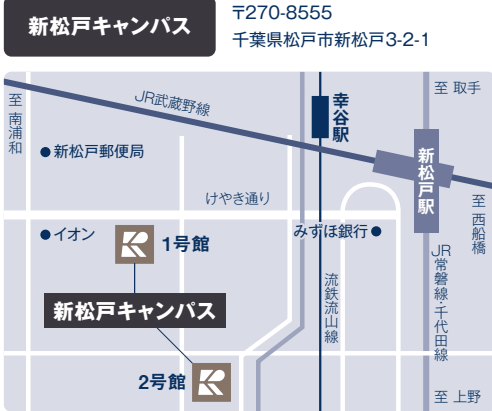 新松戸キャンパス
〒270-8555
千葉県松戸市新松戸3-2-1
至 南浦和
JR武蔵野線
幸谷駅
至 取手
新松戸郵便局
新松戸駅
けやき通り
至 西船橋
イオン
1号館
みずほ銀行
新松戸キャンパス
流鉄流山線
JR常磐線・千代田線
2号館
至 上野